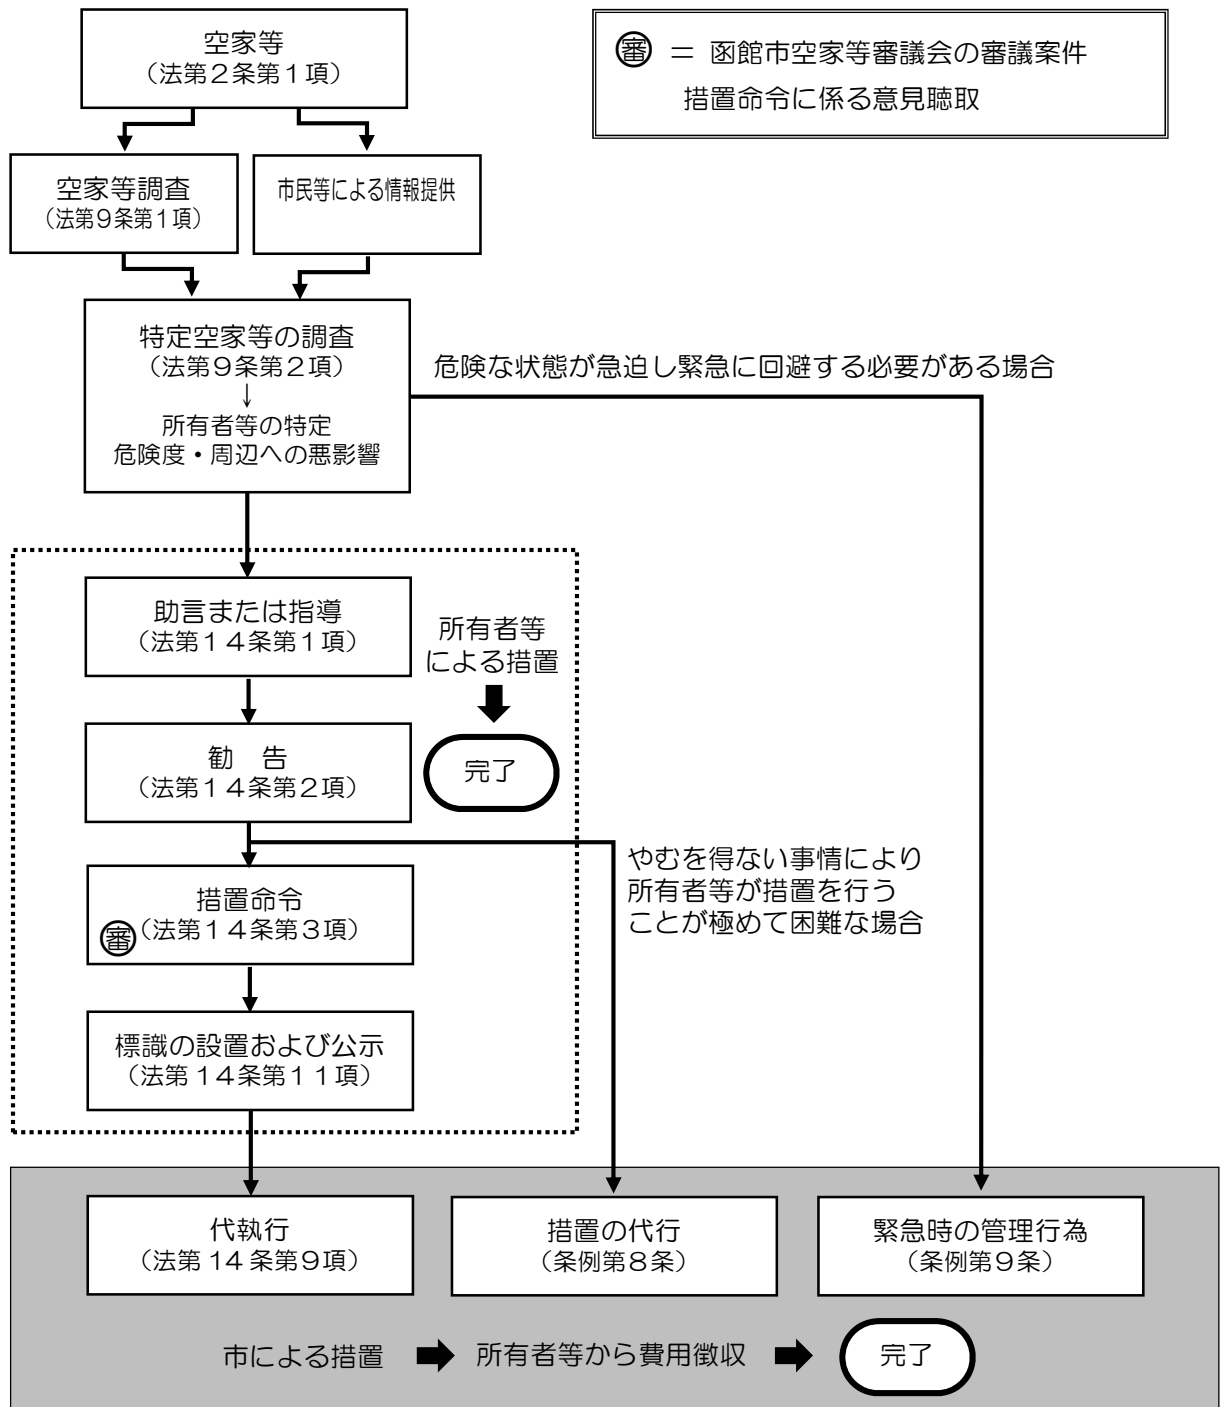 空家等
（法第２条第１項）
審 ＝ 函館市空家等審議会の審議案件
措置命令に係る意見聴取
空家等調査
（法第９条第１項）
市民等による情報提供
特定空家等の調査
（法第９条第２項）
↓
所有者等の特定
危険度・周辺への悪影響
危険な状態が急迫し緊急に回避する必要がある場合
助言または指導
（法第１４条第１項）
所有者等
による措置
完了
勧　告
（法第１４条第２項）
やむを得ない事情により
所有者等が措置を行う
ことが極めて困難な場合
措置命令
審（法第１４条第３項）
標識の設置および公示
（法第１４条第１１項）
代執行
（法第 14 条第９項）
措置の代行
（条例第８条）
緊急時の管理行為
（条例第９条）
市による措置 ➡ 所有者等から費用徴収 ➡ 完了